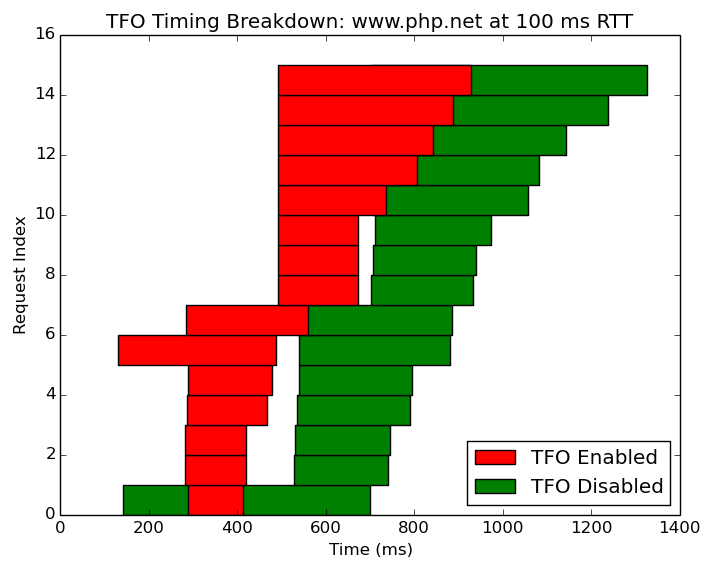 TFO Timing Breakdown: www.php.net at 100 ms RTT
16
14
12
10
8
6
4
2
0
Request Index
TFO Enabled
TFO Disabled
0 200 400 600 800 1000 1200 1400
Time (ms)